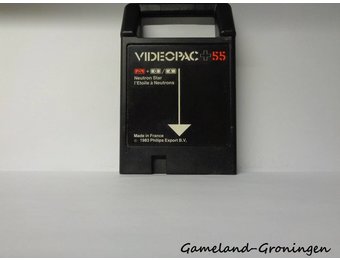 VIDEOPAC+55
Neutron Star
l'Etoile à Neutrons
Made in France
© 1983 Philips Export B.V.
Gameland-Groningen